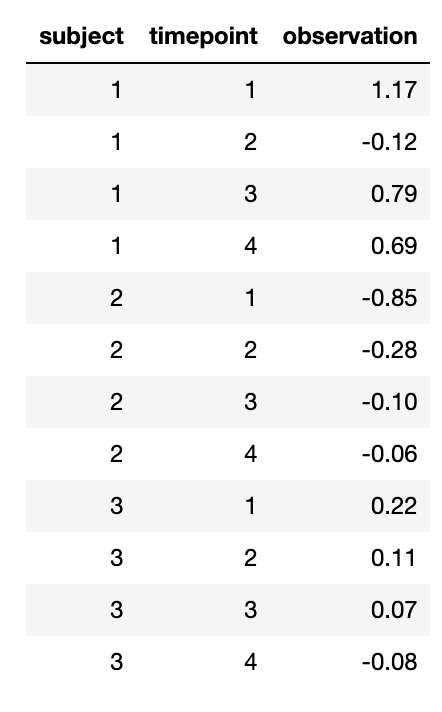 subject timepoint observation
1 1 1.17
1 2 -0.12
1 3 0.79
1 4 0.69
2 1 -0.85
2 2 -0.28
2 3 -0.10
2 4 -0.06
3 1 0.22
3 2 0.11
3 3 0.07
3 4 -0.08